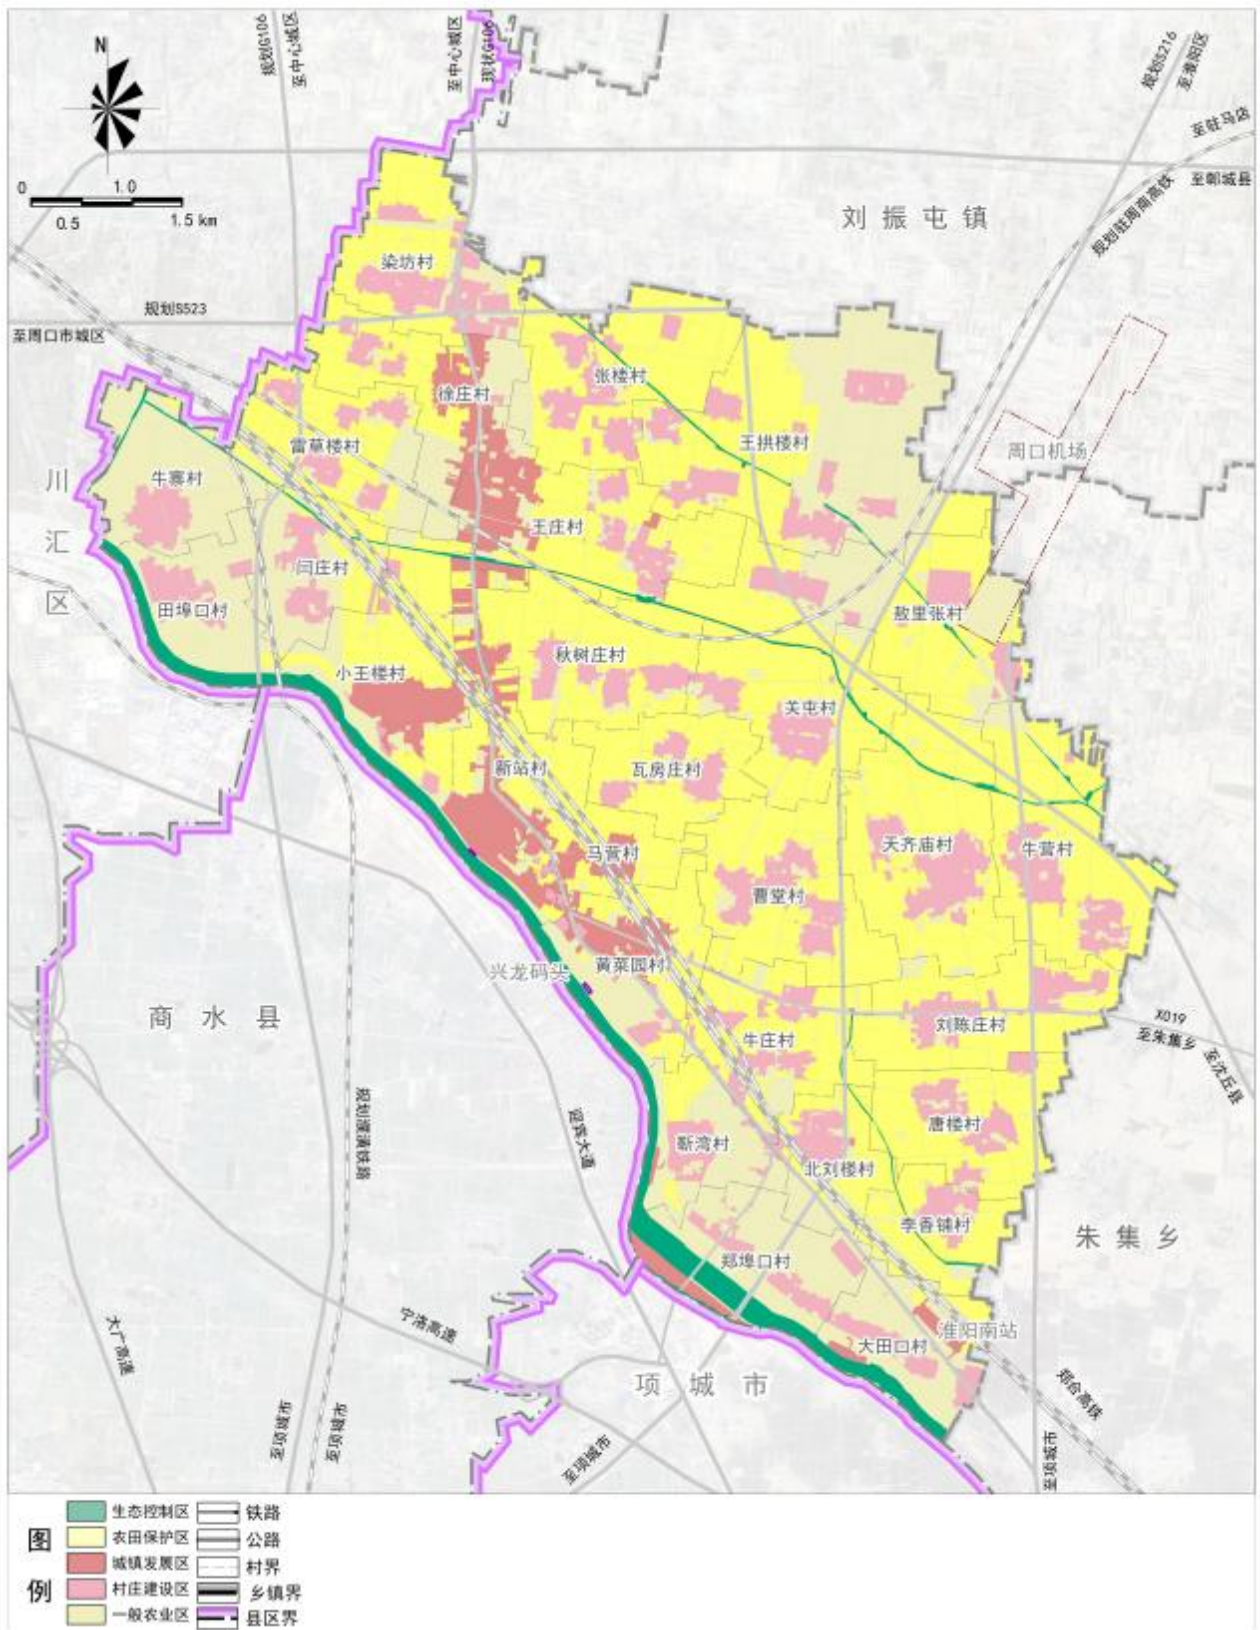 规划G106
至中心城区
至中心城区
现状G106
规划S216
至淮阳区
N
至驻马店
至郸城县
0
1.0
0.5
1.5 km
刘振屯镇
规划驻周商高铁
染坊村
规划S523
至周口市城区
徐庄村
张楼村
雷草楼村
王拱楼村
周口机场
川汇区
牛寨村
王庄村
闫庄村
田埠口村
敖里张村
秋树庄村
小王楼村
关屯村
新站村
瓦房庄村
马营村
天齐庙村
牛营村
曹堂村
黄菜园村
兴龙码头
商水县
刘陈庄村
X019
至朱集乡
至沈丘县
牛庄村
规划濮潢铁路
迎宾大道
唐楼村
靳湾村
北刘楼村
李香铺村
朱集乡
郑埠口村
大广高速
宁洛高速
淮阳南站
大田口村
项城市
郑合高铁
至项城市
至项城市
至项城市
至项城市
图例
生态控制区
铁路
农田保护区
公路
城镇发展区
村界
村庄建设区
乡镇界
一般农业区
县区界